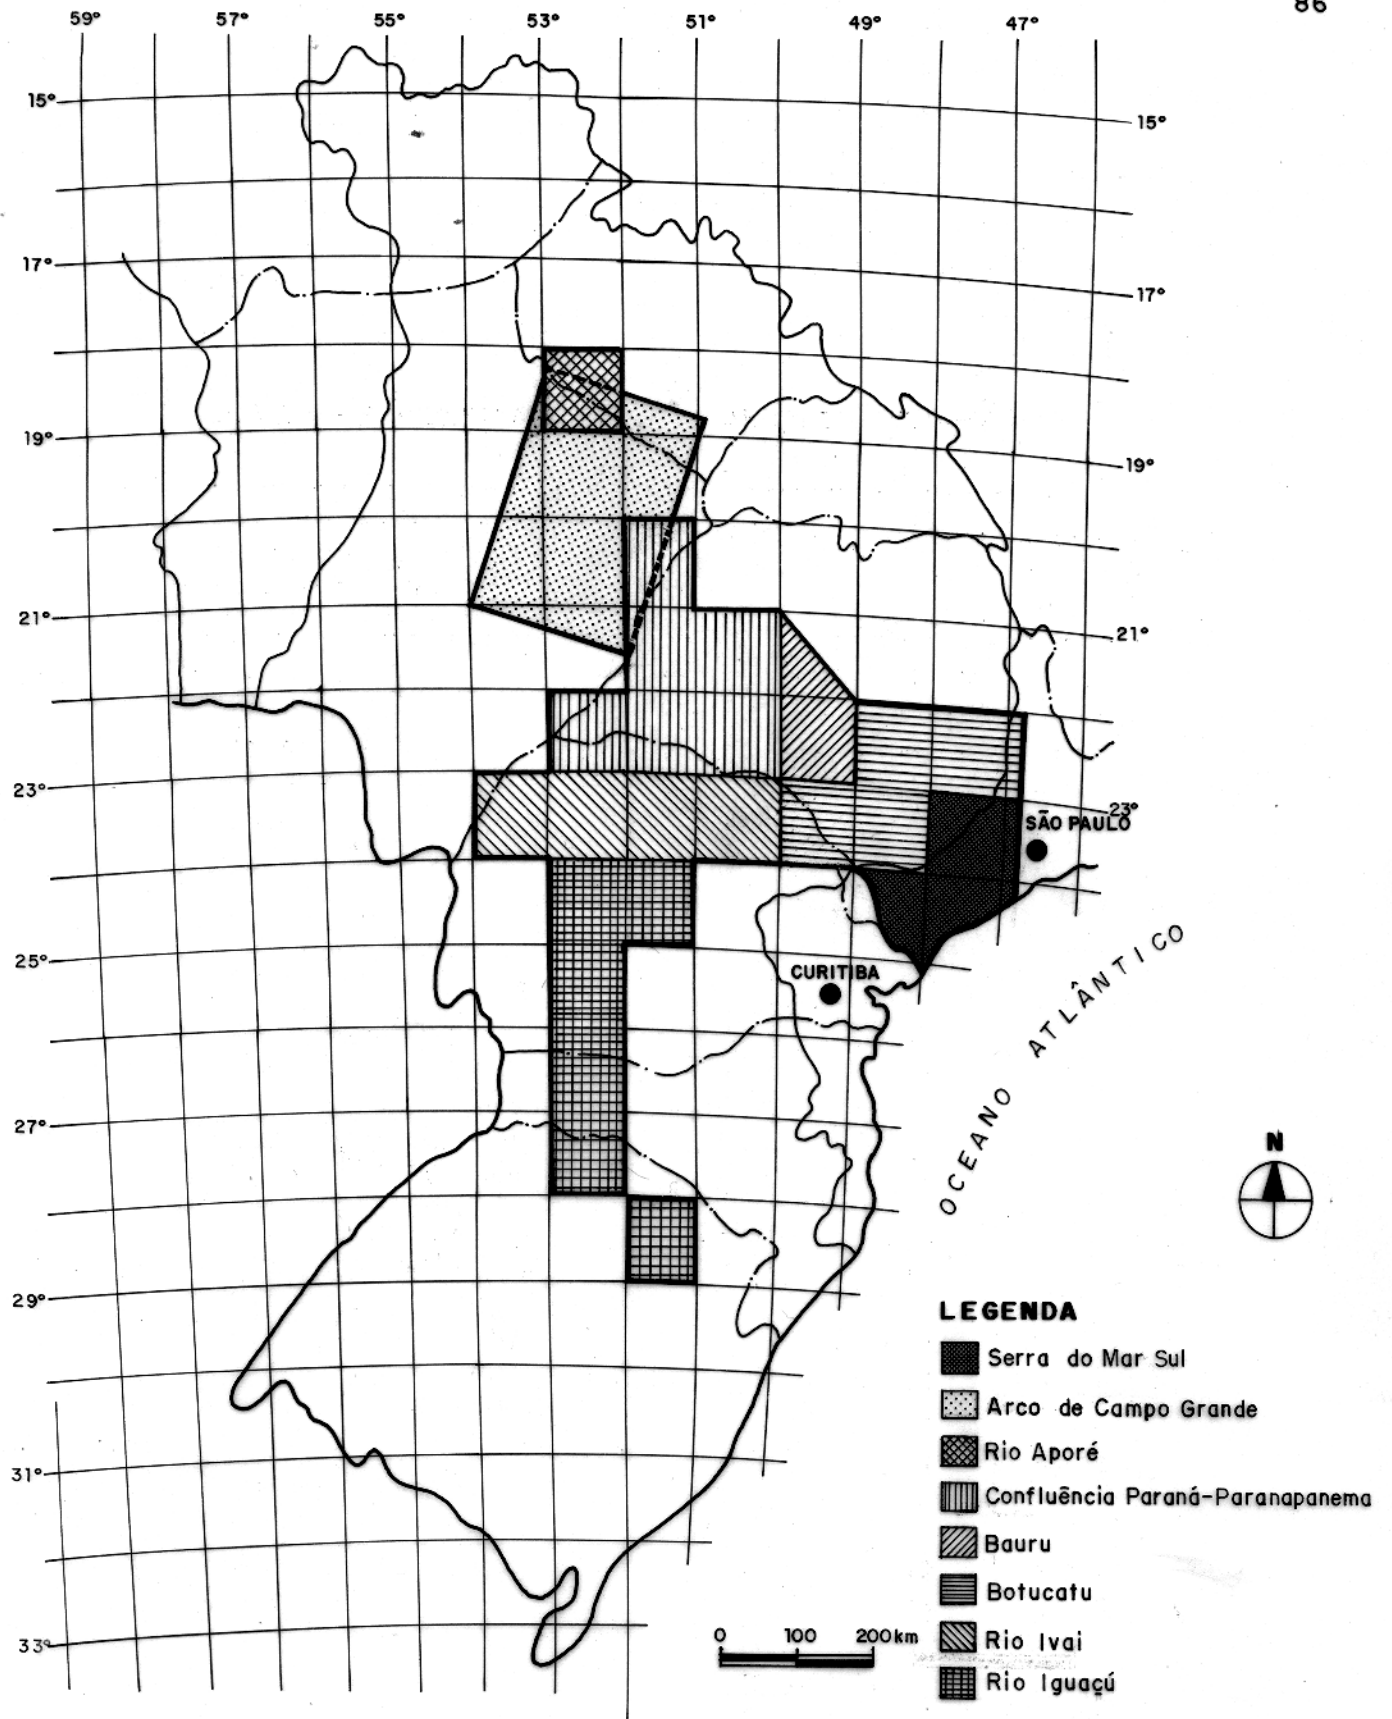 86
59° 57° 55° 53° 51° 49° 47°
15° 15°
17° 17°
19° 19°
21° 21°
23° 23°
SÃO PAULO
25°
CURITIBA
OCEANO ATLÂNTICO
27°
N
29°
31°
33°
LEGENDA
Serra do Mar Sul
Arco de Campo Grande
Rio Aporé
Confluência Paraná-Paranapanema
Bauru
Botucatu
Rio Ivai
Rio Iguaçú
0 100 200km